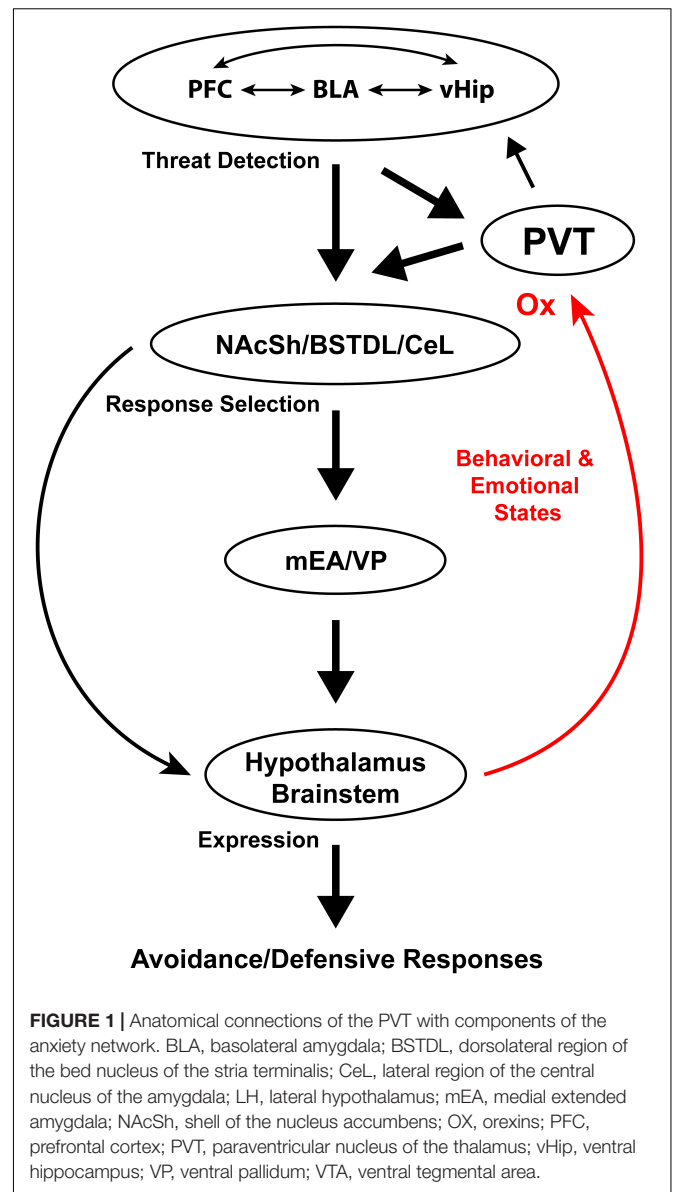 PFC BLA vHip
Threat Detection
PVT
Ox
NAcSh/BSTDL/CeL
Response Selection
Behavioral &
Emotional
States
mEA/VP
Hypothalamus
Brainstem
Expression
Avoidance/Defensive Responses
FIGURE 1 | Anatomical connections of the PVT with components of the
anxiety network. BLA, basolateral amygdala; BSTDL, dorsolateral region of
the bed nucleus of the stria terminalis; CeL, lateral region of the central
nucleus of the amygdala; LH, lateral hypothalamus; mEA, medial extended
amygdala; NAcSh, shell of the nucleus accumbens; OX, orexins; PFC,
prefrontal cortex; PVT, paraventricular nucleus of the thalamus; vHip, ventral
hippocampus; VP, ventral pallidum; VTA, ventral tegmental area.